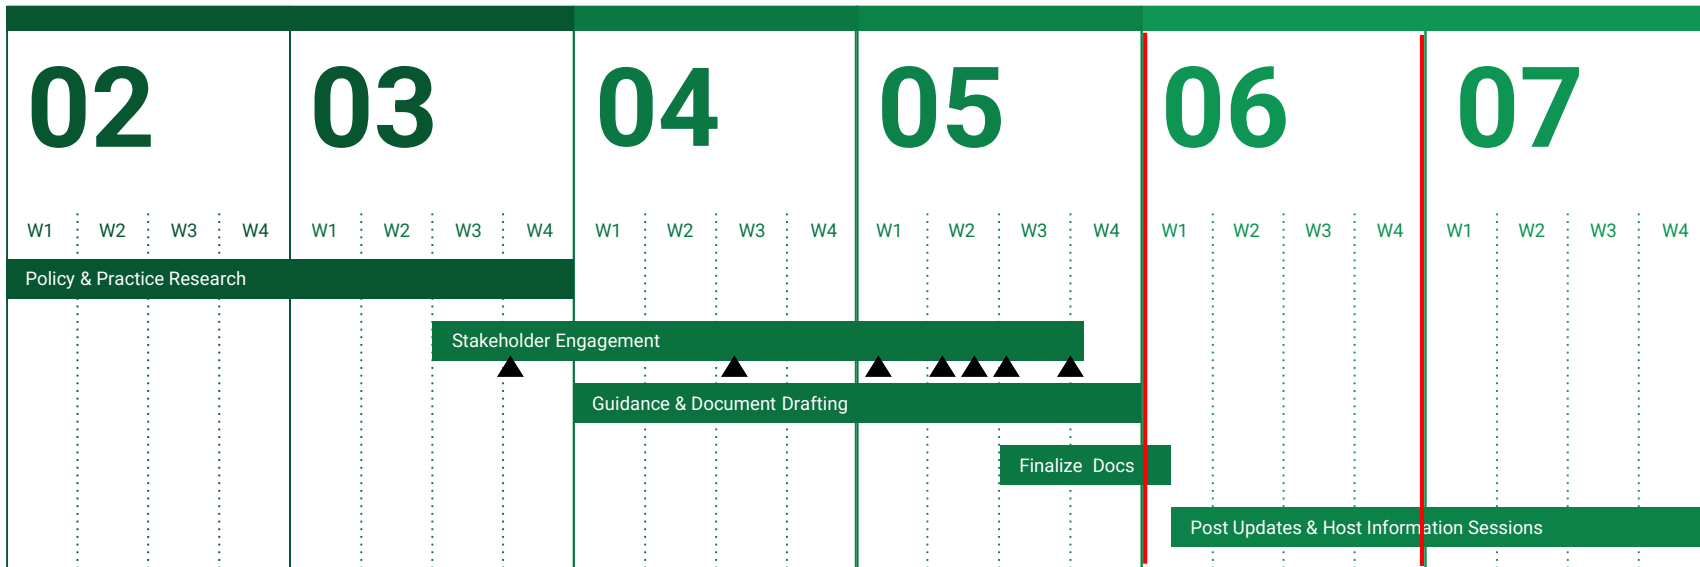 02 03 04 05 06 07
W1 W2 W3 W4 W1 W2 W3 W4 W1 W2 W3 W4 W1 W2 W3 W4 W1 W2 W3 W4 W1 W2 W3 W4
Policy & Practice Research
Stakeholder Engagement
Guidance & Document Drafting
Finalize Docs
Post Updates & Host Information Sessions